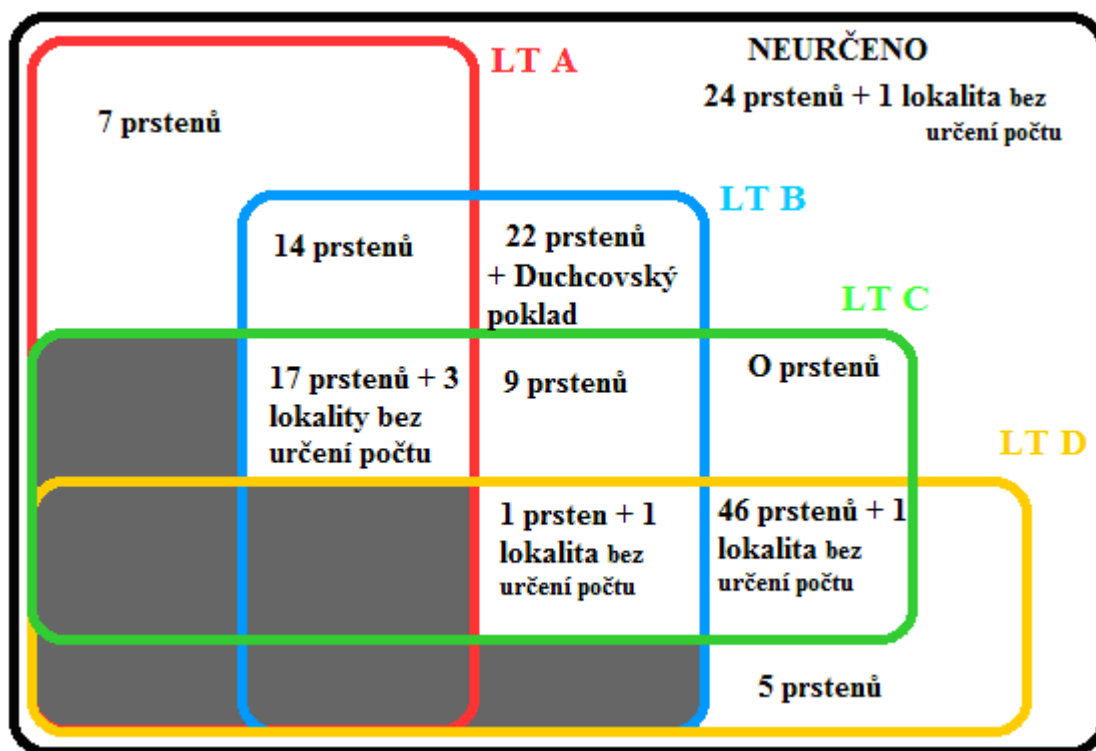 NEURČENO
24 prstenů + 1 lokalita bez
určení počtu
LT A
7 prstenů
LT B
14 prstenů
22 prstenů
+ Duchcovský
poklad
LT C
17 prstenů + 3
lokality bez
určení počtu
9 prstenů
O prstenů
LT D
1 prsten + 1
lokalita bez
určení počtu
46 prstenů + 1
lokalita bez
určení počtu
5 prstenů